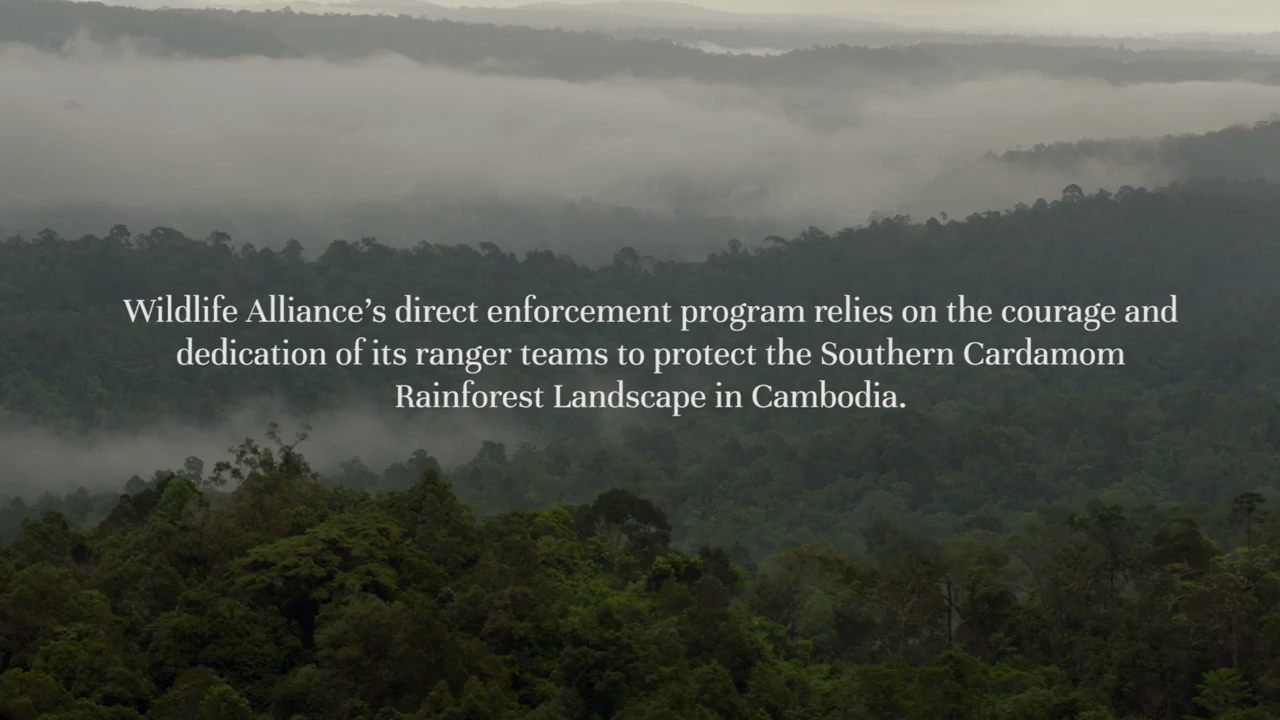 Wildlife Alliance’s direct enforcement program relies on the courage and
dedication of its ranger teams to protect the Southern Cardamom
Rainforest Landscape in Cambodia.